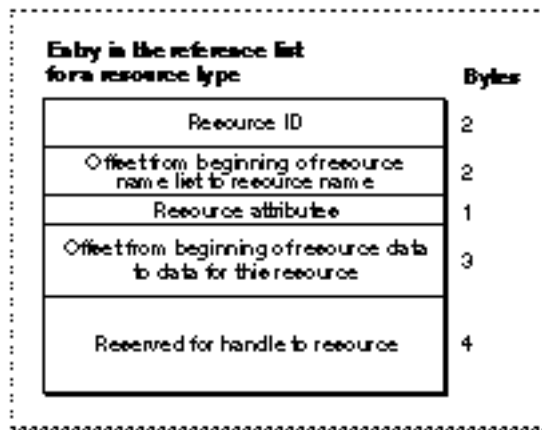 Entry in the reference list
for a resource type
Bytes
Resource ID
2
Offset from beginning of resource
name list to resource name
2
Resource attributes
1
Offset from beginning of resource data
to data for this resource
3
Reserved for handle to resource
4